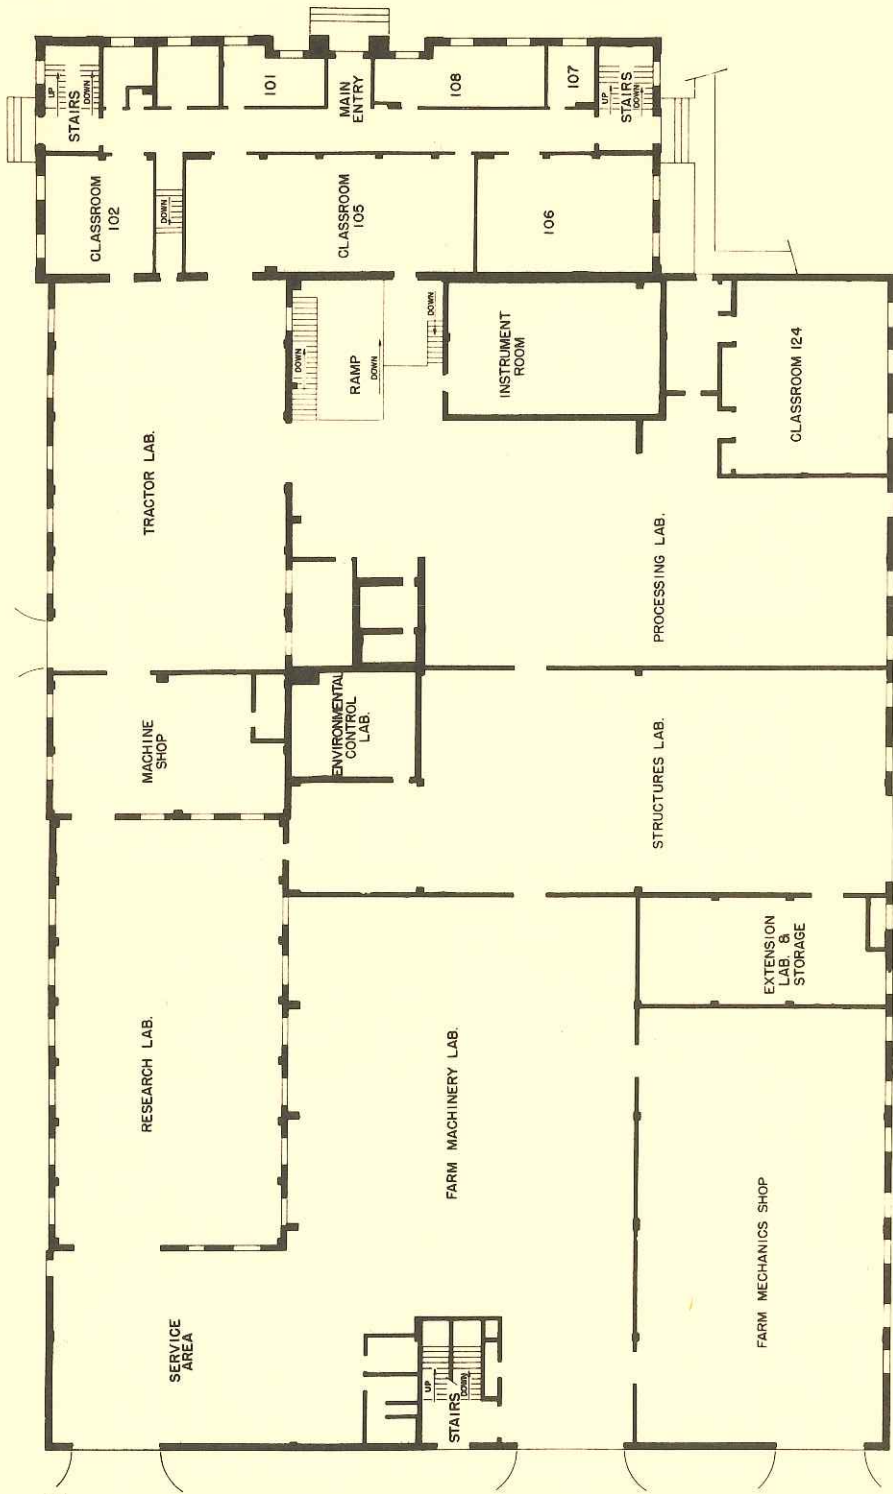 UP
DOWN
STAIRS
101
MAIN
ENTRY
108
107
UP
DOWN
STAIRS
CLASSROOM
102
DOWN
CLASSROOM
105
106
DOWN
RAMP
DOWN
DOWN
INSTRUMENT
ROOM
CLASSROOM 124
TRACTOR LAB.
PROCESSING LAB.
MACHINE
SHOP
ENVIRONMENTAL
CONTROL
LAB.
STRUCTURES LAB.
EXTENSION
LAB. &
STORAGE
RESEARCH LAB.
FARM MACHINERY LAB.
FARM MECHANICS SHOP
SERVICE
AREA
UP
DOWN
STAIRS